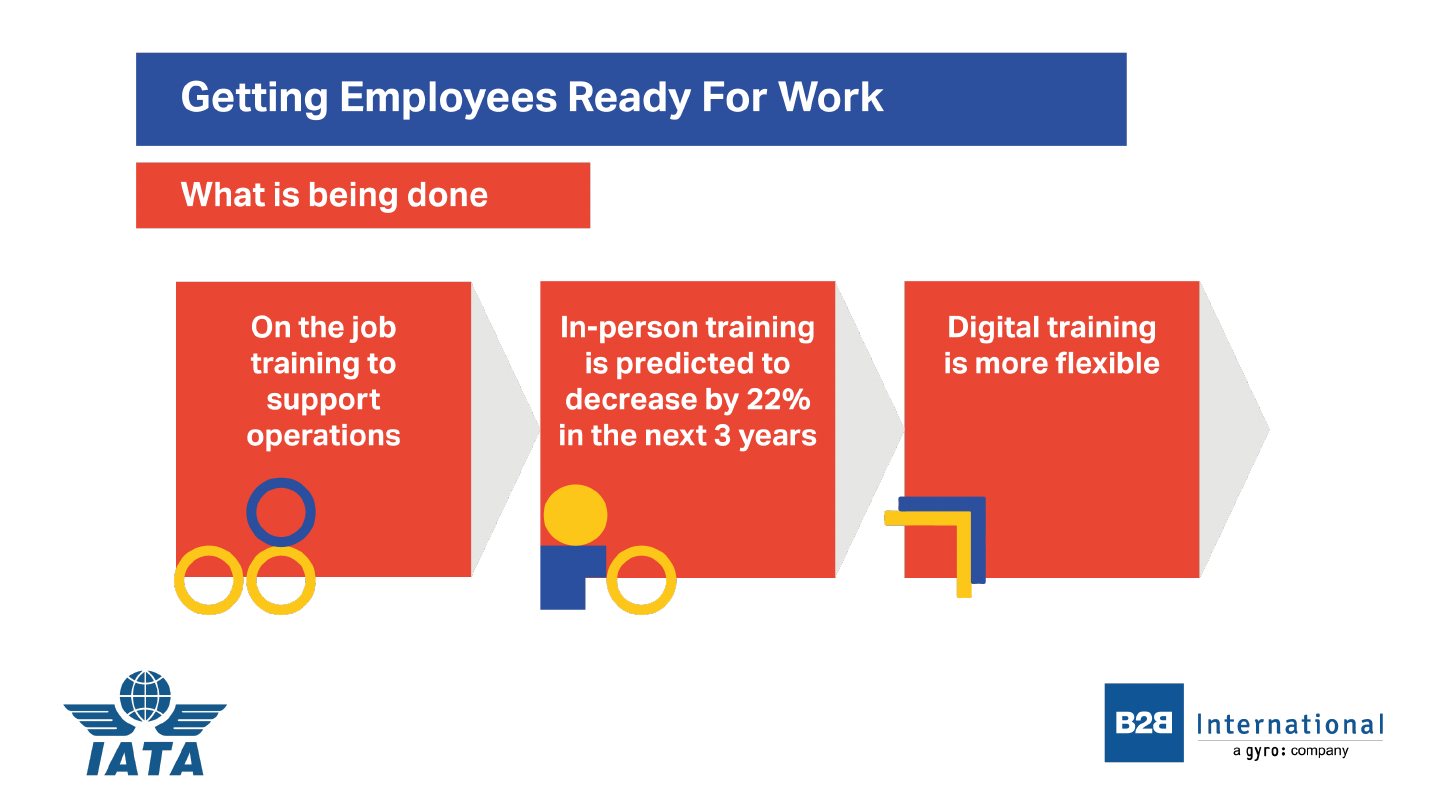 Getting Employees Ready For Work
What is being done
On the job
training to
support
operations
In-person training
is predicted to
decrease by 22%
in the next 3 years
Digital training
is more flexible
IATA
B2B International
a gyro: company